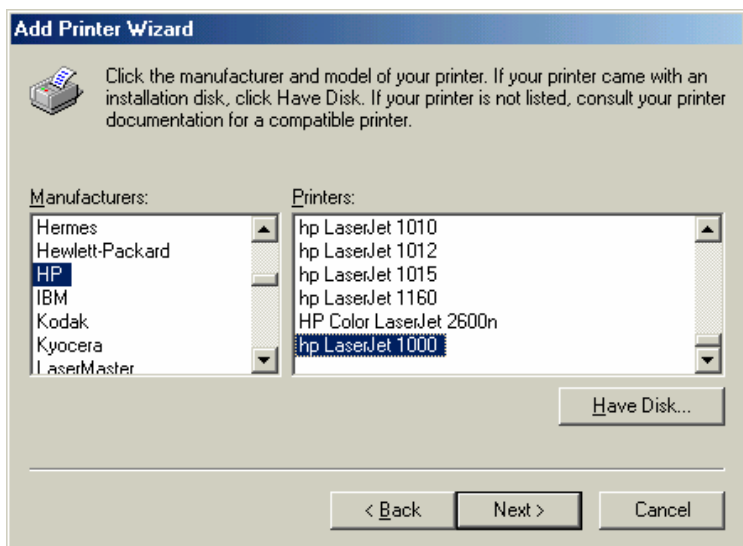 Add Printer Wizard
Click the manufacturer and model of your printer. If your printer came with an
installation disk, click Have Disk. If your printer is not listed, consult your printer
documentation for a compatible printer.
Manufacturers:
Hermes
Hewlett-Packard
HP
IBM
Kodak
Kyocera
LaserMaster
Printers:
hp LaserJet 1010
hp LaserJet 1012
hp LaserJet 1015
hp LaserJet 1160
HP Color LaserJet 2600n
hp LaserJet 1000
Have Disk...
< Back
Next >
Cancel